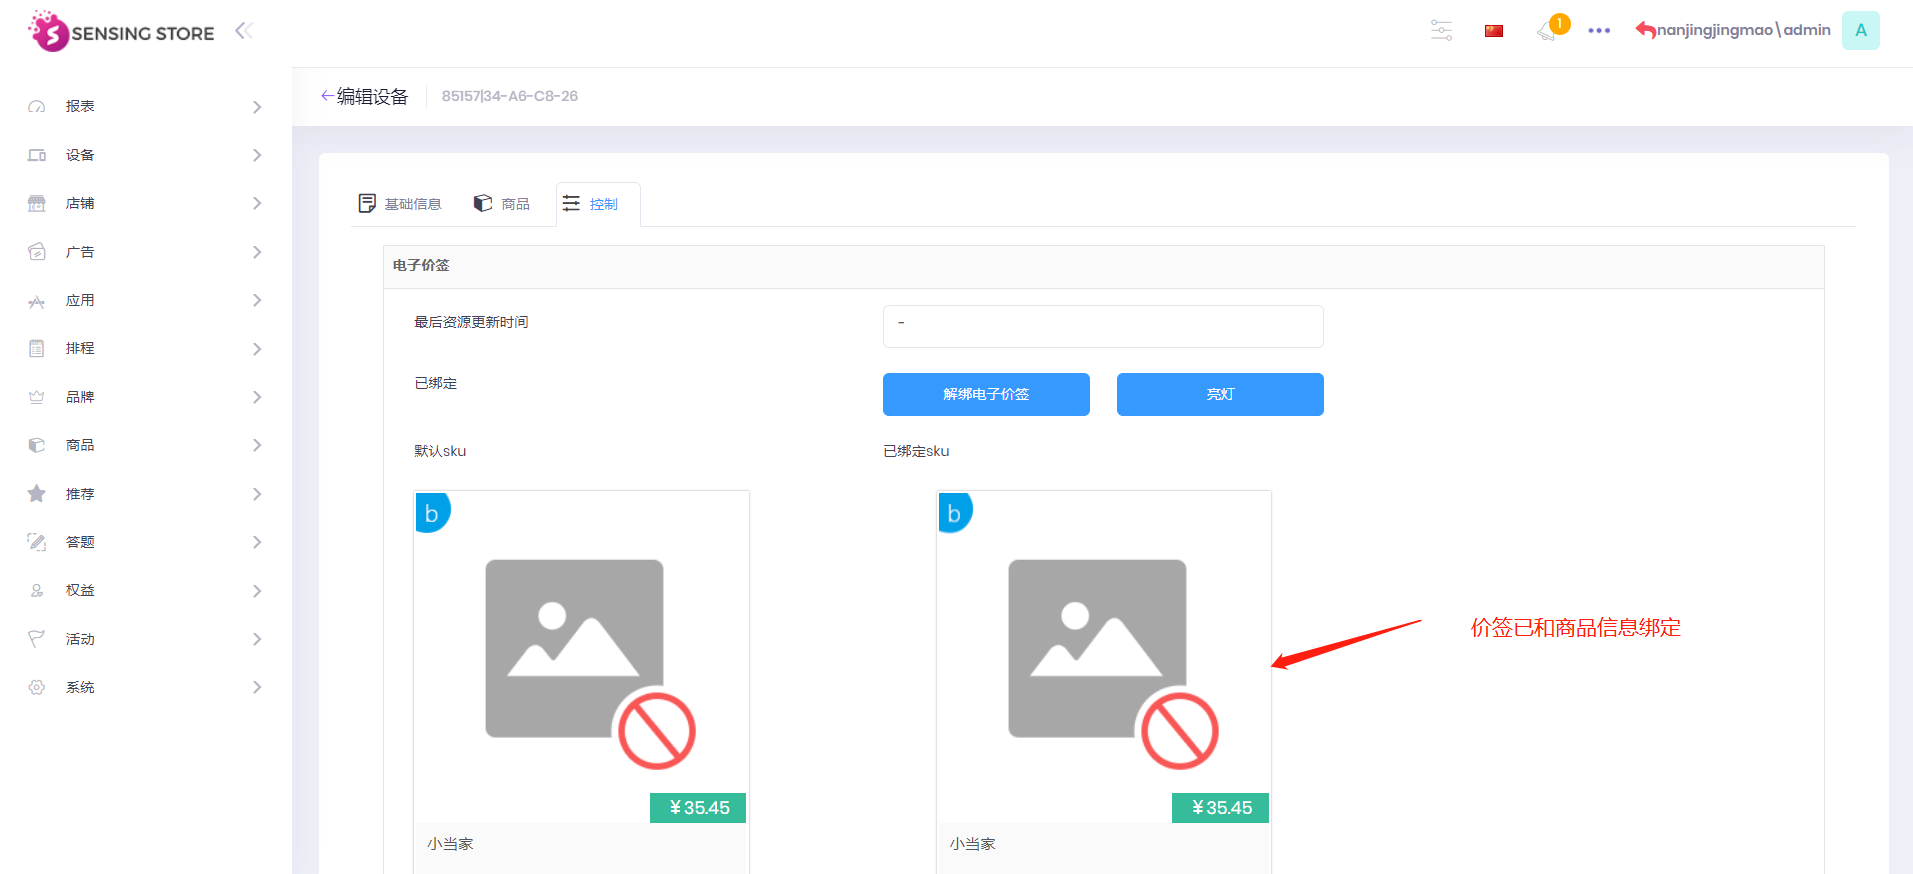 SENSING STORE
1
nanjingjingmao\admin
A
编辑设备
85157|34-A6-C8-26
报表
设备
店铺
广告
应用
排程
品牌
商品
推荐
答题
权益
活动
系统
基础信息
商品
控制
电子价签
最后资源更新时间
-
已绑定
解绑电子价签
亮灯
默认sku
已绑定sku
b
b
价签已和商品信息绑定
¥35.45
¥35.45
小当家
小当家